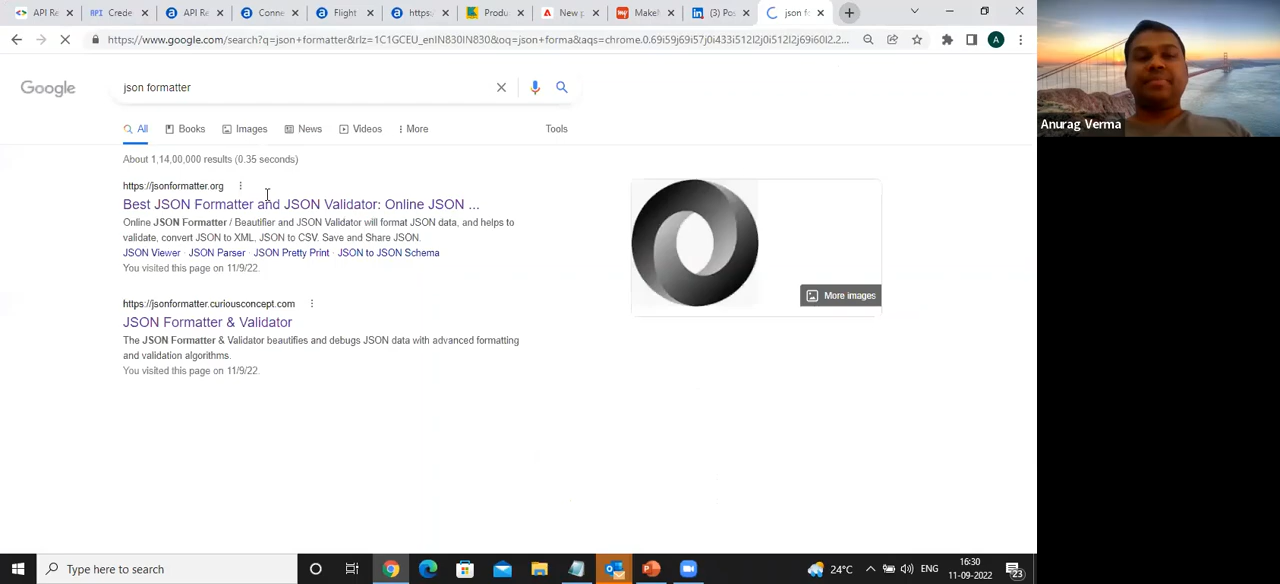 API Re
Crede
API Re
Conne
Flight
https:
Produ
New p
MakeM
(3) Pos
json fo
https://www.google.com/search?q=json+formatter&rlz=1C1GCEU_enIN830IN830&oq=json+forma&aqs=chrome.0.69i59j69i57j0i433i512l2j0i512l2j69i60l2.2...
Google
json formatter
All
Books
Images
News
Videos
More
Tools
About 1,14,00,000 results (0.35 seconds)
https://jsonformatter.org
Best JSON Formatter and JSON Validator: Online JSON ...
Online JSON Formatter / Beautifier and JSON Validator will format JSON data, and helps to
validate, convert JSON to XML, JSON to CSV. Save and Share JSON.
JSON Viewer · JSON Parser · JSON Pretty Print · JSON to JSON Schema
You visited this page on 11/9/22.
https://jsonformatter.curiousconcept.com
JSON Formatter & Validator
The JSON Formatter & Validator beautifies and debugs JSON data with advanced formatting
and validation algorithms.
You visited this page on 11/9/22.
More images
Anurag Verma
Type here to search
24°C
ENG
16:30
11-09-2022
23